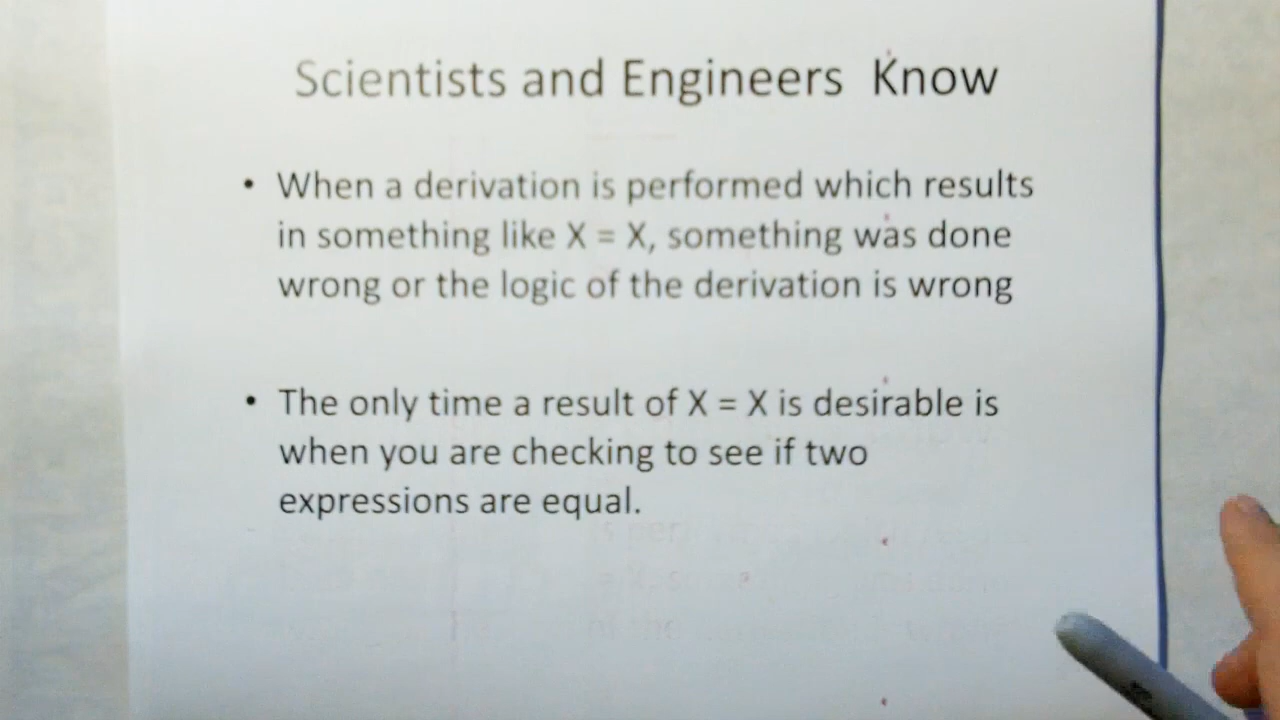 Scientists and Engineers Know
• When a derivation is performed which results
in something like X = X, something was done
wrong or the logic of the derivation is wrong
• The only time a result of X = X is desirable is
when you are checking to see if two
expressions are equal.